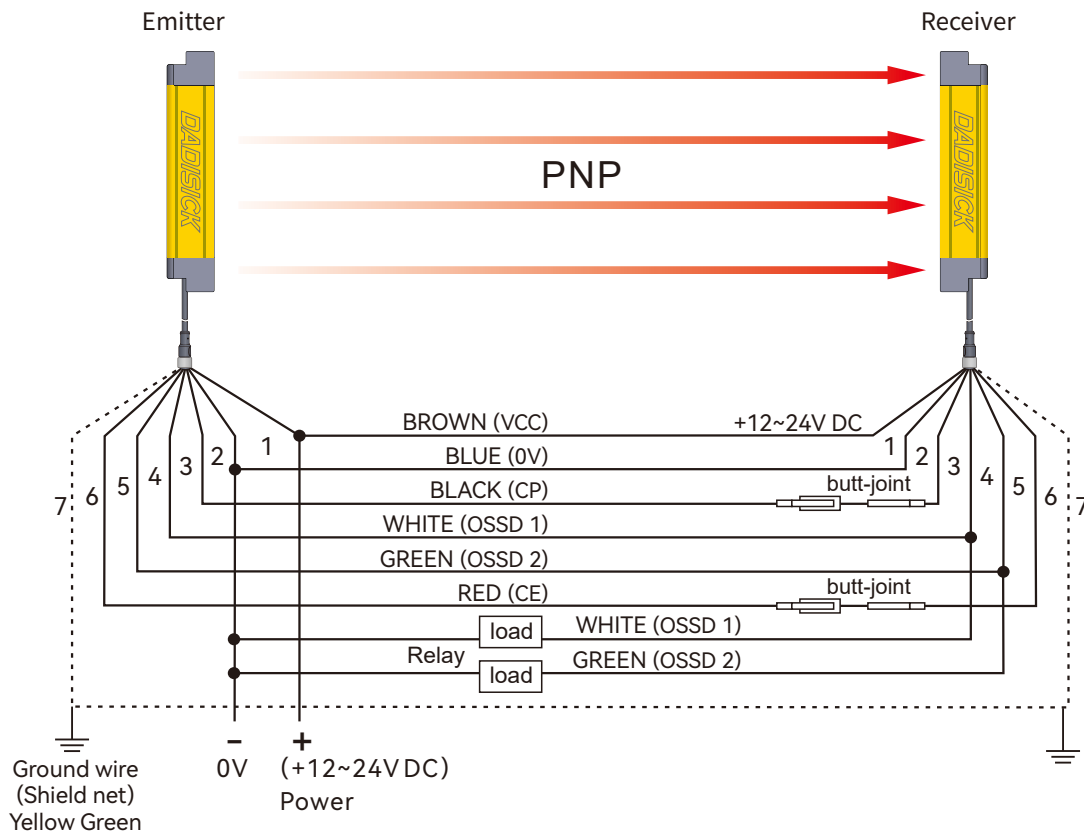 Emitter
Receiver
DADISICK
PNP
DADISICK
BROWN (VCC)
+12~24V DC
BLUE (0V)
BLACK (CP)
butt-joint
WHITE (OSSD 1)
GREEN (OSSD 2)
RED (CE)
butt-joint
load
WHITE (OSSD 1)
Relay
load
GREEN (OSSD 2)
7
6
5
4
3
2
1
1
2
3
4
5
6
7
-
+
0V
(+12~24V DC)
Power
Ground wire
(Shield net)
Yellow Green